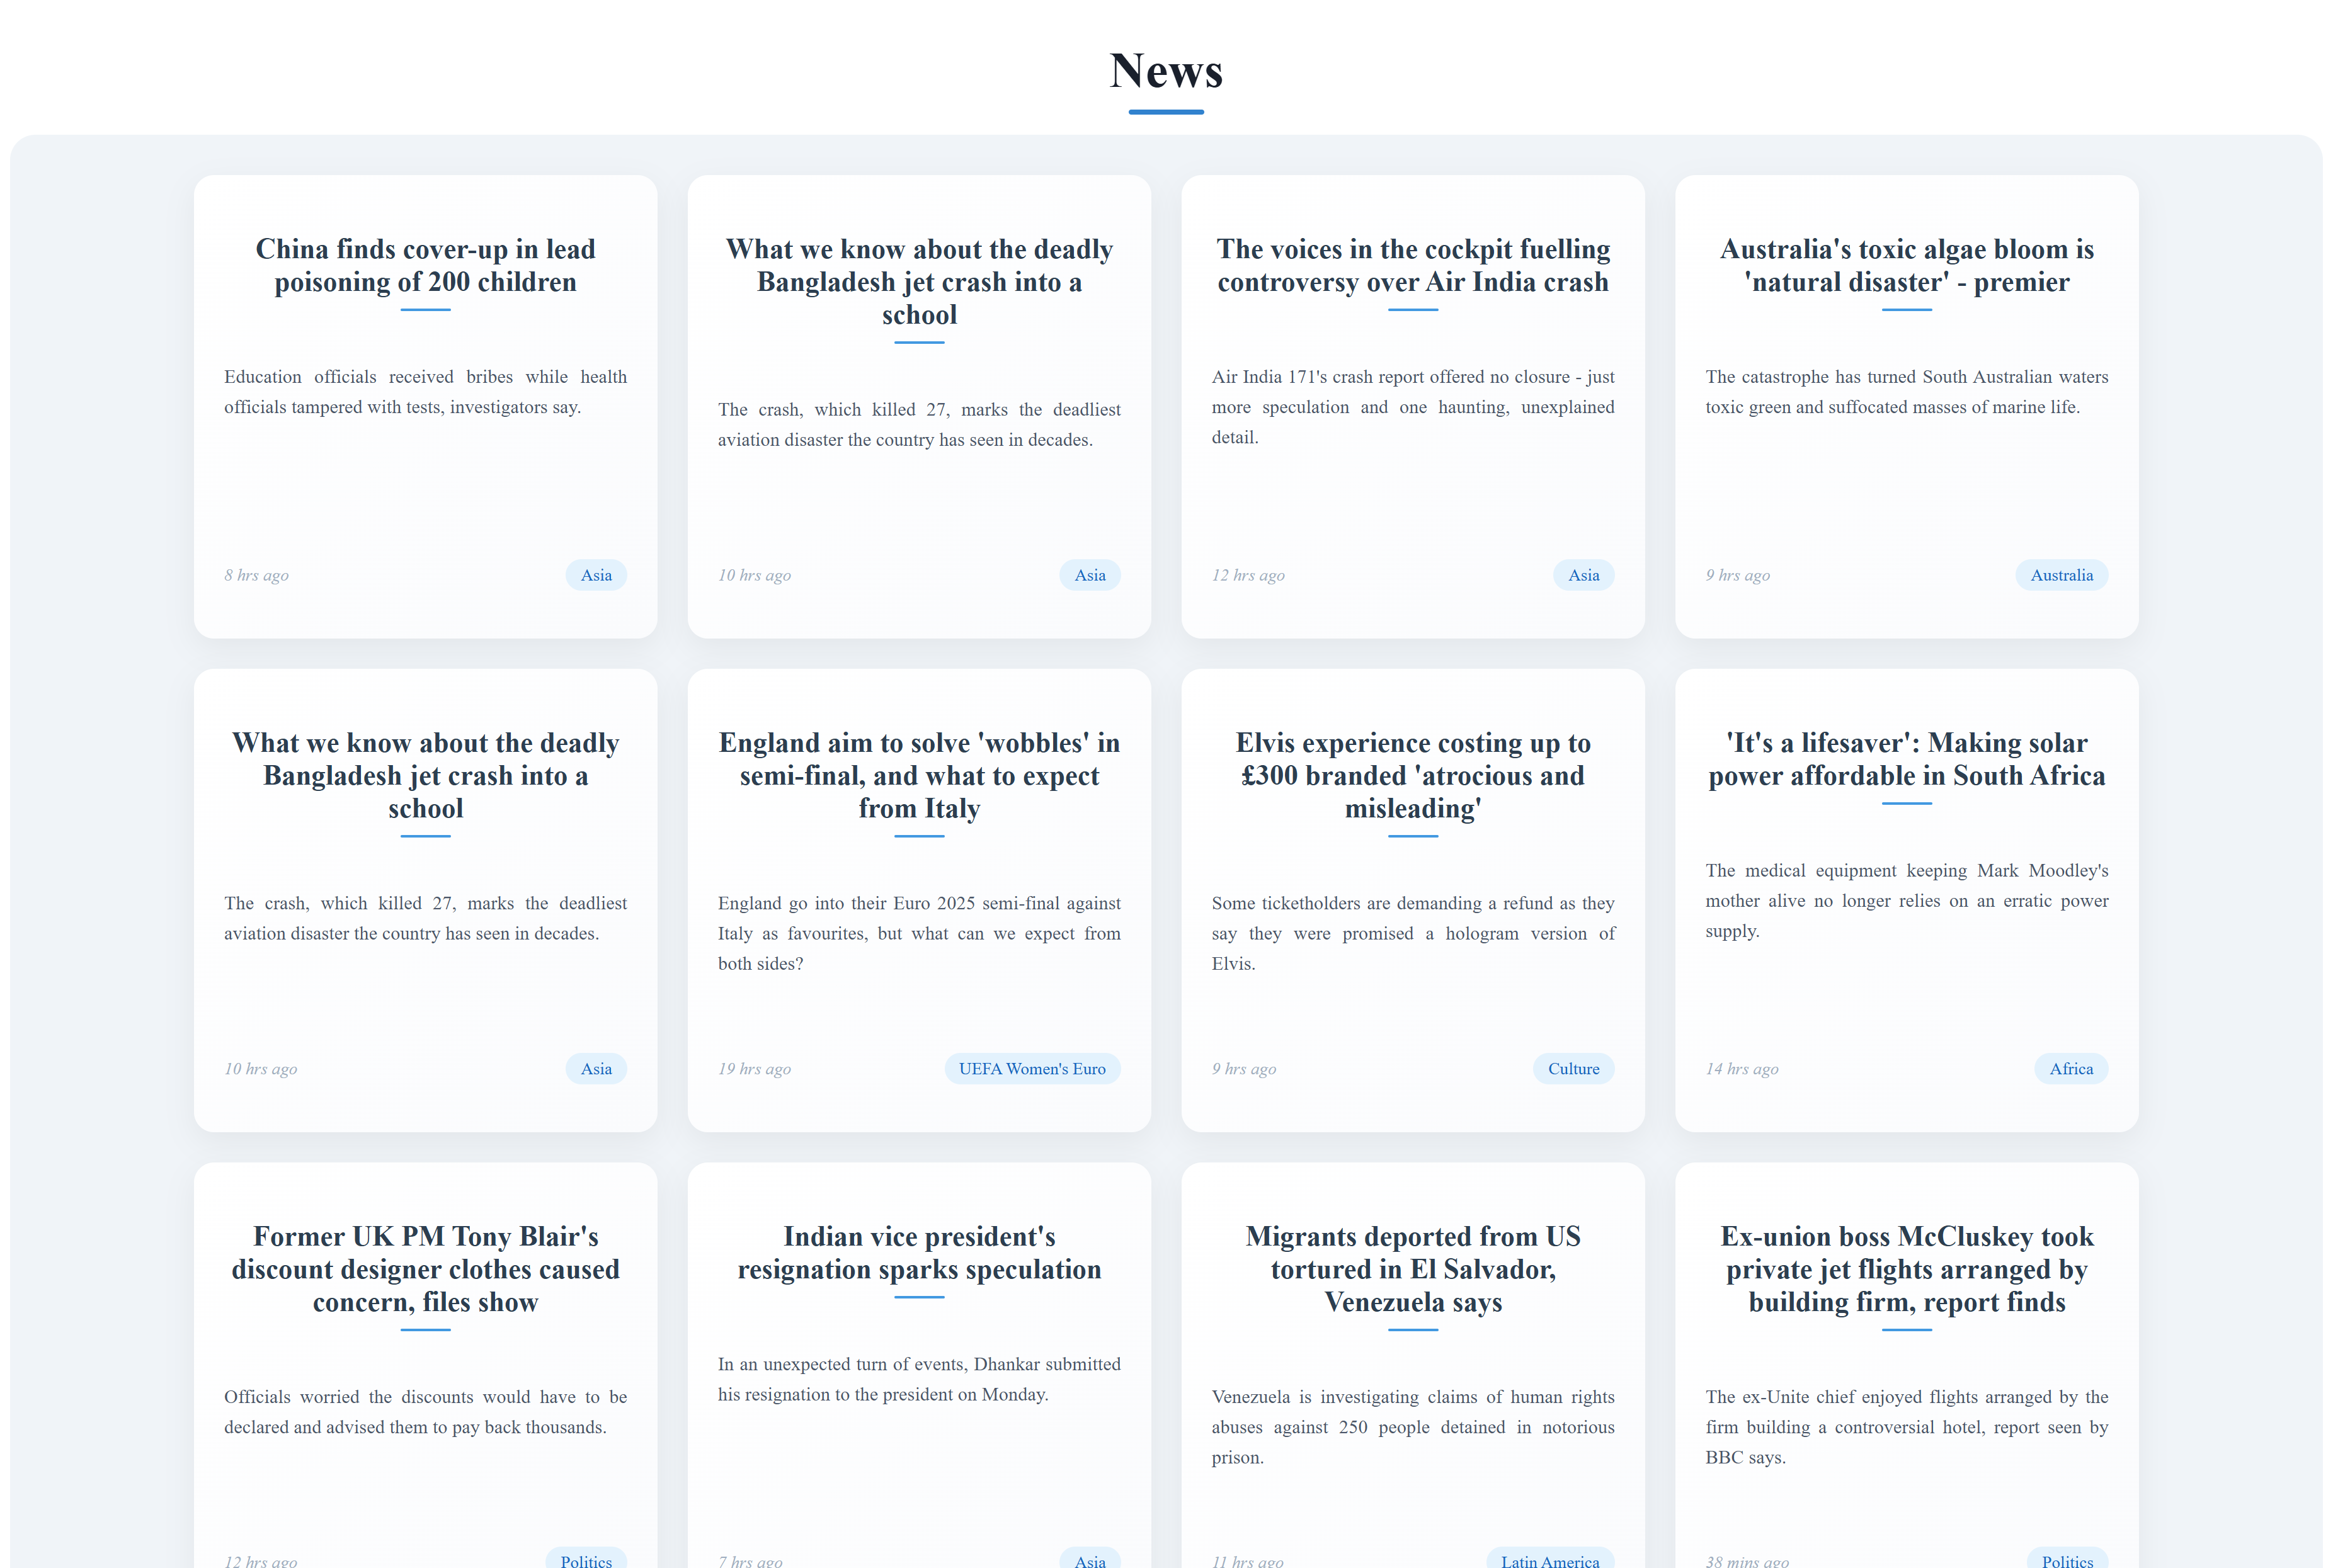 News
China finds cover-up in lead
poisoning of 200 children
Education officials received bribes while health
officials tampered with tests, investigators say.
8 hrs ago
Asia
What we know about the deadly
Bangladesh jet crash into a
school
The crash, which killed 27, marks the deadliest
aviation disaster the country has seen in decades.
10 hrs ago
Asia
The voices in the cockpit fuelling
controversy over Air India crash
Air India 171's crash report offered no closure - just
more speculation and one haunting, unexplained
detail.
12 hrs ago
Asia
Australia's toxic algae bloom is
'natural disaster' - premier
The catastrophe has turned South Australian waters
toxic green and suffocated masses of marine life.
9 hrs ago
Australia
What we know about the deadly
Bangladesh jet crash into a
school
The crash, which killed 27, marks the deadliest
aviation disaster the country has seen in decades.
10 hrs ago
Asia
England aim to solve 'wobbles' in
semi-final, and what to expect
from Italy
England go into their Euro 2025 semi-final against
Italy as favourites, but what can we expect from
both sides?
19 hrs ago
UEFA Women's Euro
Elvis experience costing up to
£300 branded 'atrocious and
misleading'
Some ticketholders are demanding a refund as they
say they were promised a hologram version of
Elvis.
9 hrs ago
Culture
'It's a lifesaver': Making solar
power affordable in South Africa
The medical equipment keeping Mark Moodley's
mother alive no longer relies on an erratic power
supply.
14 hrs ago
Africa
Former UK PM Tony Blair's
discount designer clothes caused
concern, files show
Officials worried the discounts would have to be
declared and advised them to pay back thousands.
12 hrs ago
Politics
Indian vice president's
resignation sparks speculation
In an unexpected turn of events, Dhankar submitted
his resignation to the president on Monday.
7 hrs ago
Asia
Migrants deported from US
tortured in El Salvador,
Venezuela says
Venezuela is investigating claims of human rights
abuses against 250 people detained in notorious
prison.
11 hrs ago
Latin America
Ex-union boss McCluskey took
private jet flights arranged by
building firm, report finds
The ex-Unite chief enjoyed flights arranged by the
firm building a controversial hotel, report seen by
BBC says.
38 mins ago
Politics